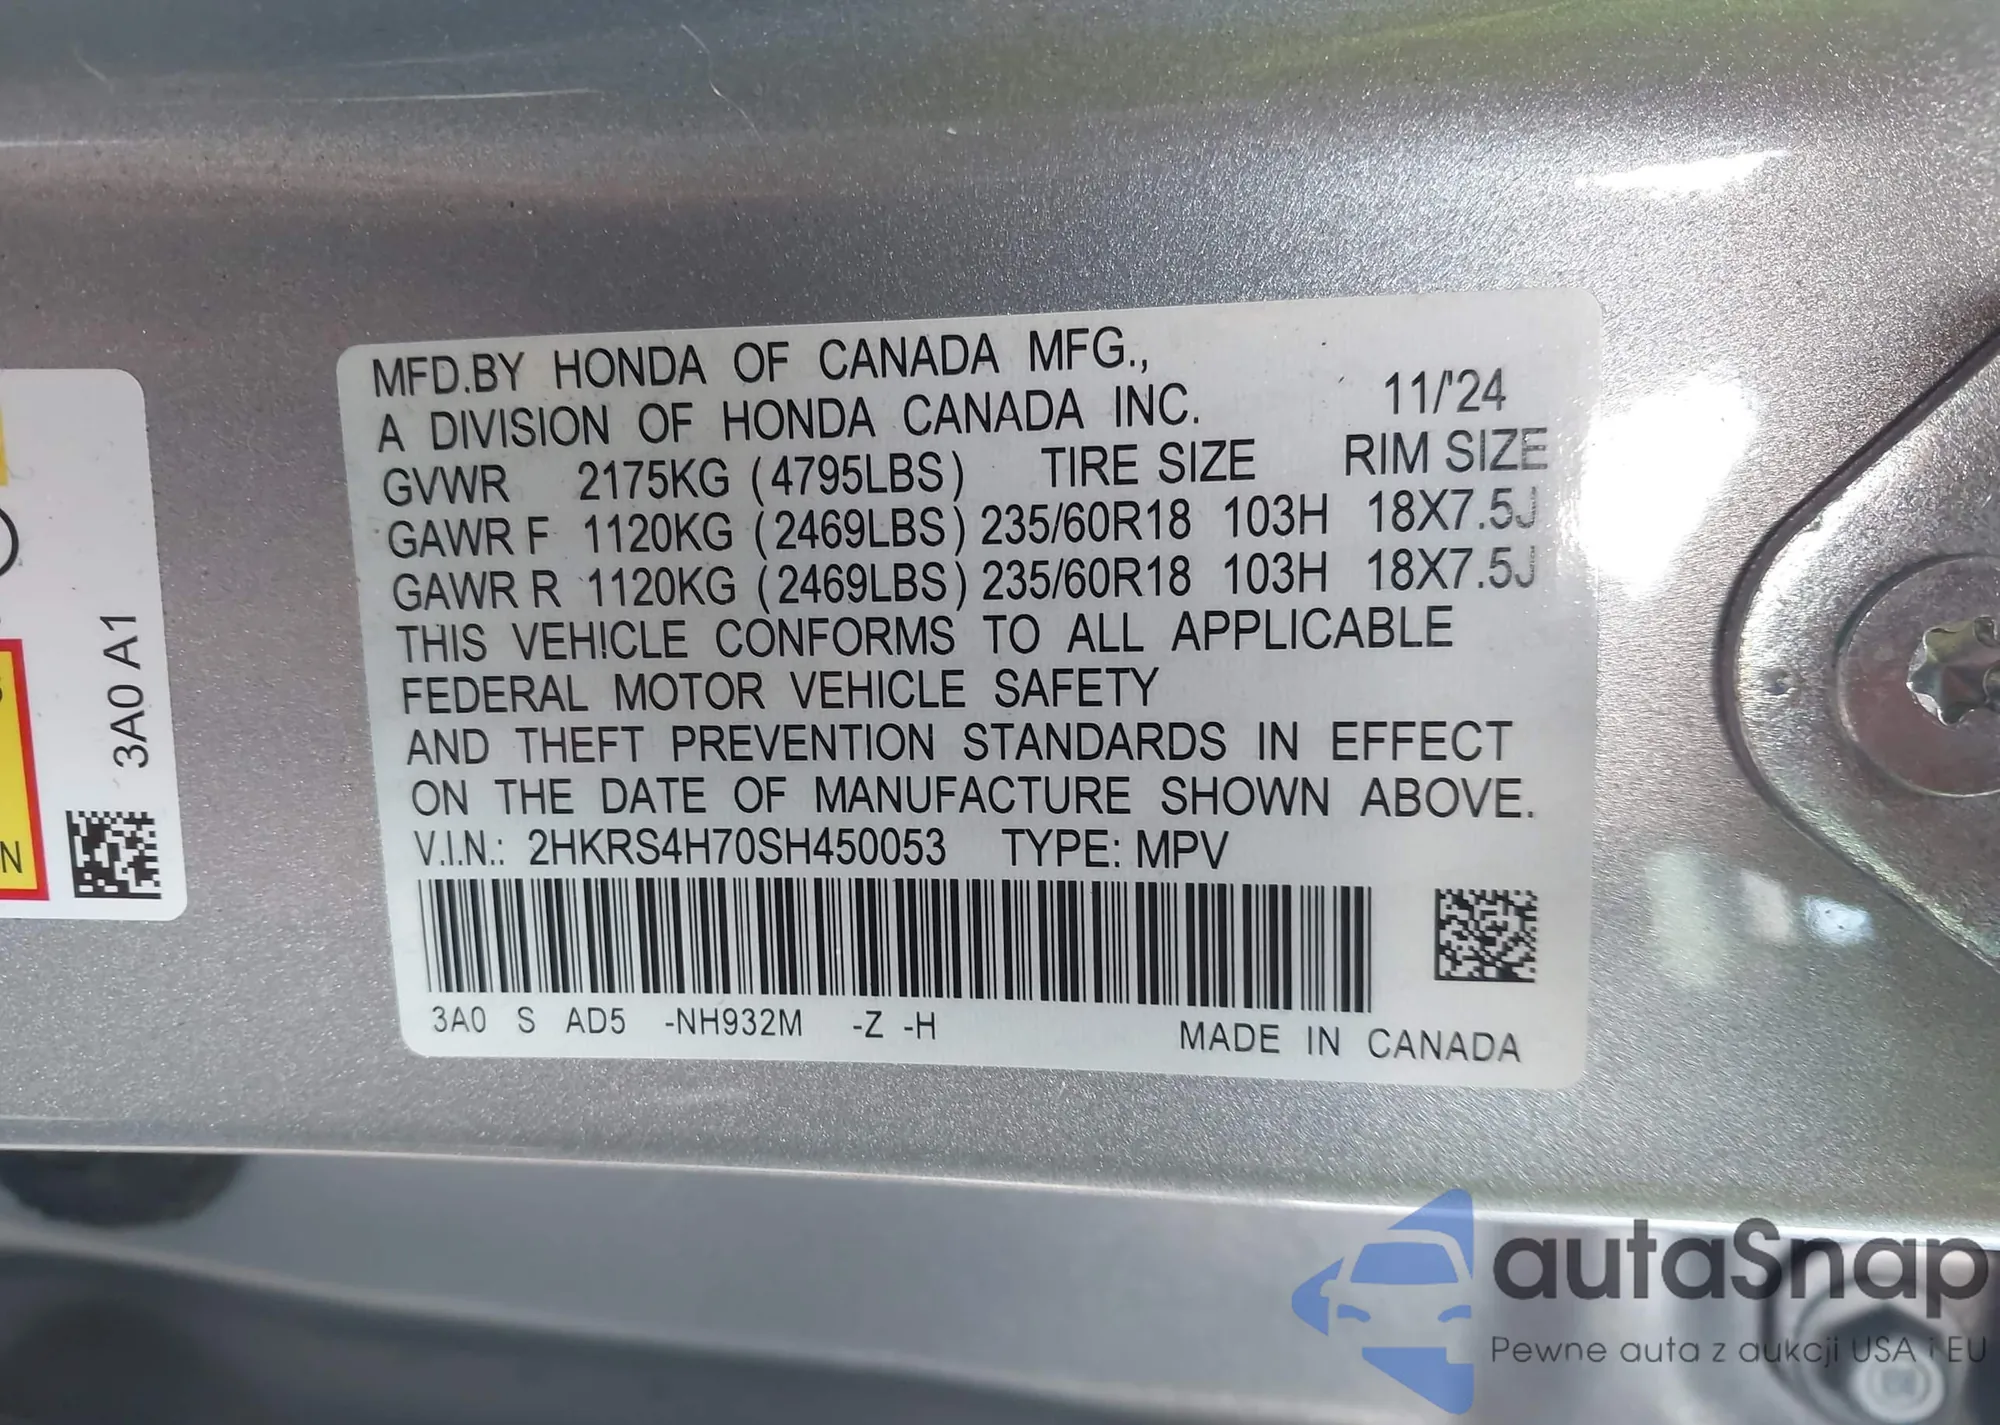 MFD.BY HONDA OF CANADA MFG.,
A DIVISION OF HONDA CANADA INC. 11/'24
GVWR 2175KG (4795LBS) TIRE SIZE RIM SIZE
GAWR F 1120KG (2469LBS) 235/60R18 103H 18X7.5J
GAWR R 1120KG (2469LBS) 235/60R18 103H 18X7.5J
THIS VEHICLE CONFORMS TO ALL APPLICABLE
FEDERAL MOTOR VEHICLE SAFETY
AND THEFT PREVENTION STANDARDS IN EFFECT
ON THE DATE OF MANUFACTURE SHOWN ABOVE.
V.I.N.: 2HKRS4H70SH450053 TYPE: MPV
3A0 S AD5 -NH932M -Z -H
MADE IN CANADA
3A0 A1
autaSnap
Pewne auta z aukcji USA i EU